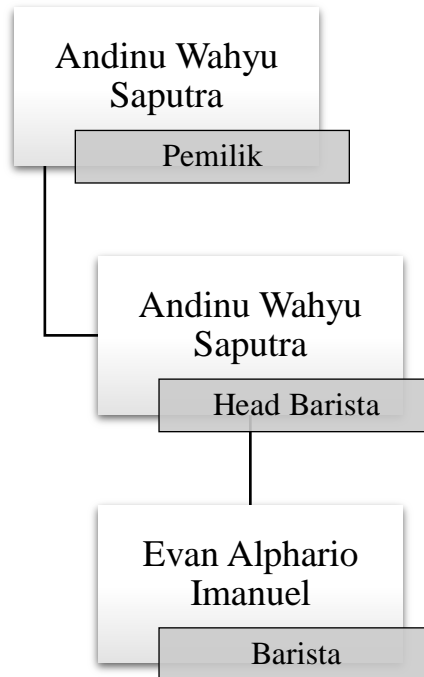 Andinu Wahyu
Saputra
Pemilik
Andinu Wahyu
Saputra
Head Barista
Evan Alphario
Imanuel
Barista